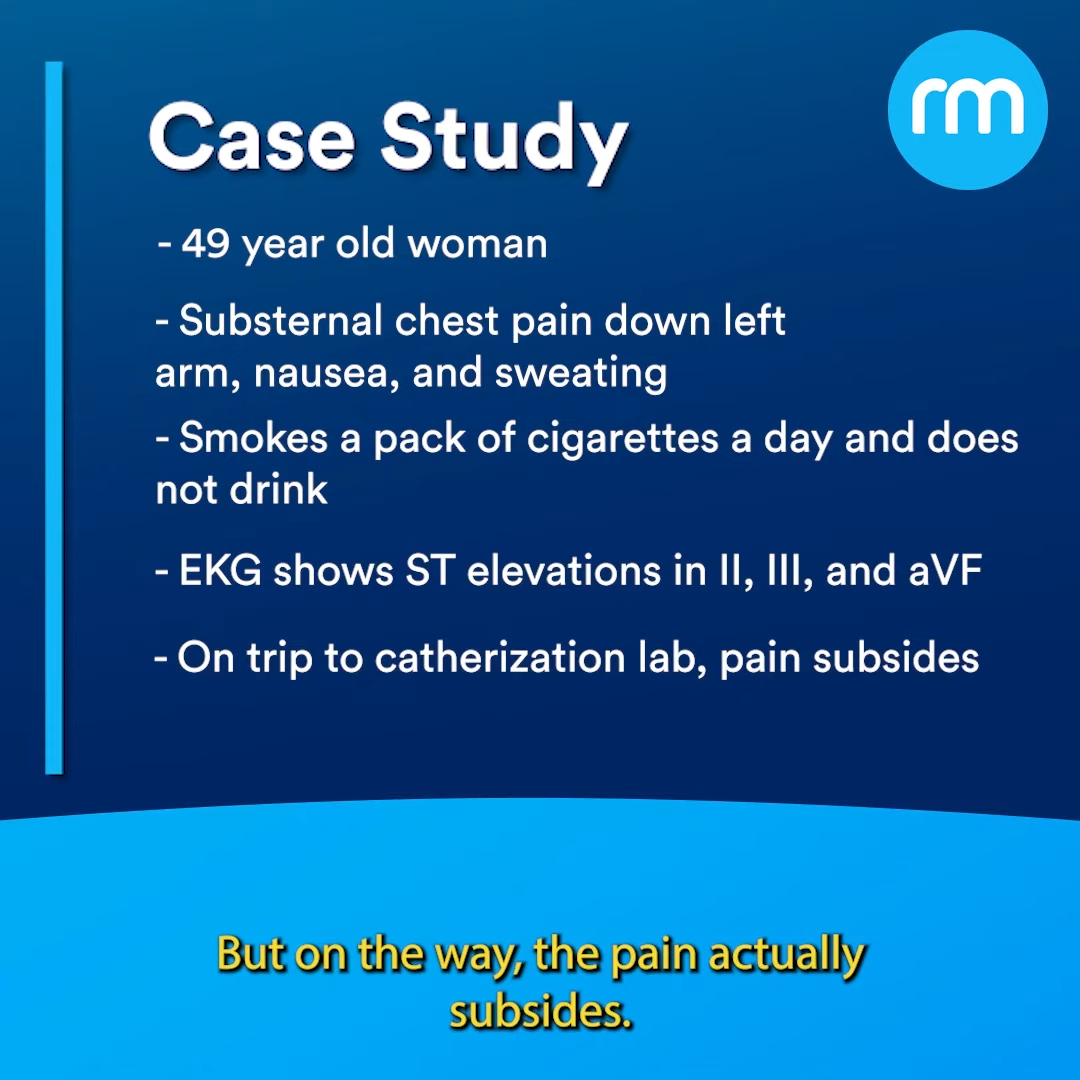 rm
Case Study
- 49 year old woman
- Substernal chest pain down left
arm, nausea, and sweating
- Smokes a pack of cigarettes a day and does
not drink
- EKG shows ST elevations in II, III, and aVF
- On trip to catherization lab, pain subsides
But on the way, the pain actually
subsides.